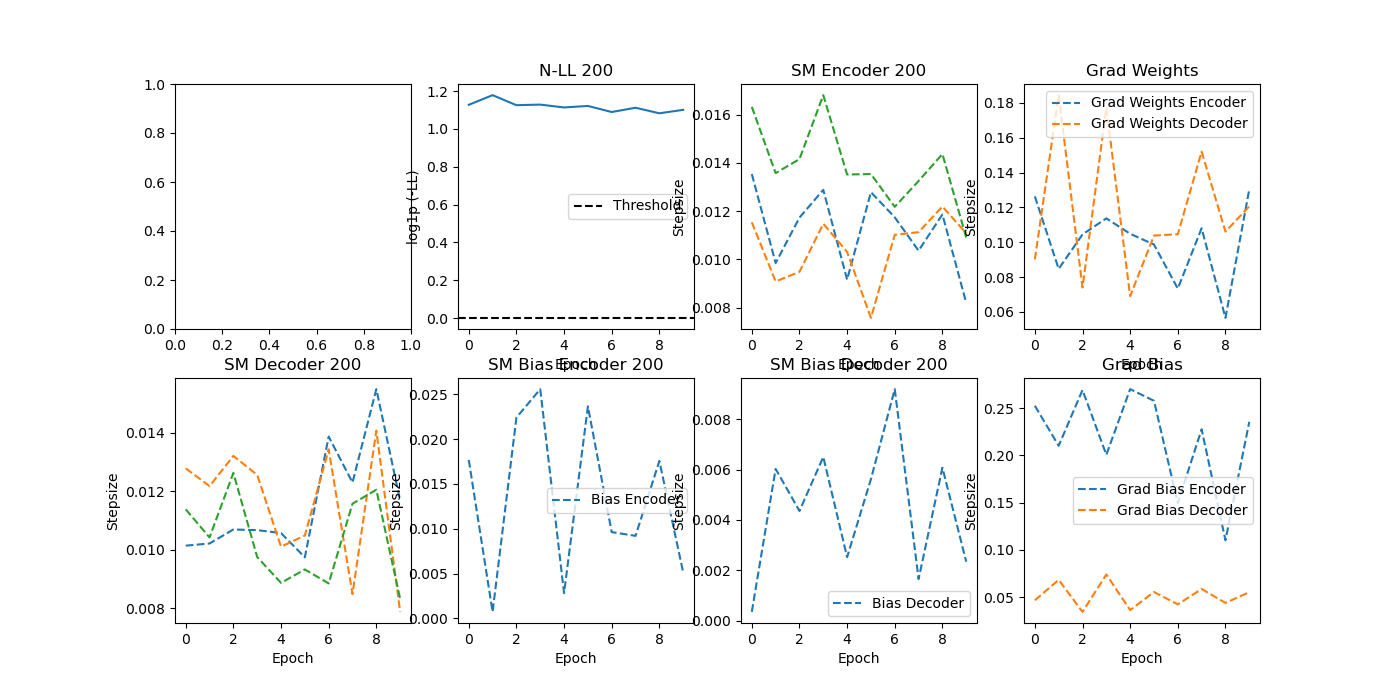 N-LL 200
SM Encoder 200
Grad Weights
1.0
0.8
0.6
0.4
0.2
0.0
0.0 0.2 0.4 0.6 0.8 1.0
log1p (-LL)
1.2
1.0
0.8
0.6
0.4
0.2
0.0
Threshold
0 2 4 6 8
Epoch
Stepsize
0.016
0.014
0.012
0.010
0.008
0 2 4 6 8
Epoch
Stepsize
0.18
0.16
0.14
0.12
0.10
0.08
0.06
Grad Weights Encoder
Grad Weights Decoder
0 2 4 6 8
Epoch
SM Decoder 200
SM Bias Encoder 200
SM Bias Decoder 200
Grad Bias
Stepsize
0.014
0.012
0.010
0.008
0 2 4 6 8
Epoch
Stepsize
0.025
0.020
0.015
0.010
0.005
0.000
Bias Encoder
0 2 4 6 8
Epoch
Stepsize
0.008
0.006
0.004
0.002
0.000
Bias Decoder
0 2 4 6 8
Epoch
Stepsize
0.25
0.20
0.15
0.10
0.05
Grad Bias Encoder
Grad Bias Decoder
0 2 4 6 8
Epoch